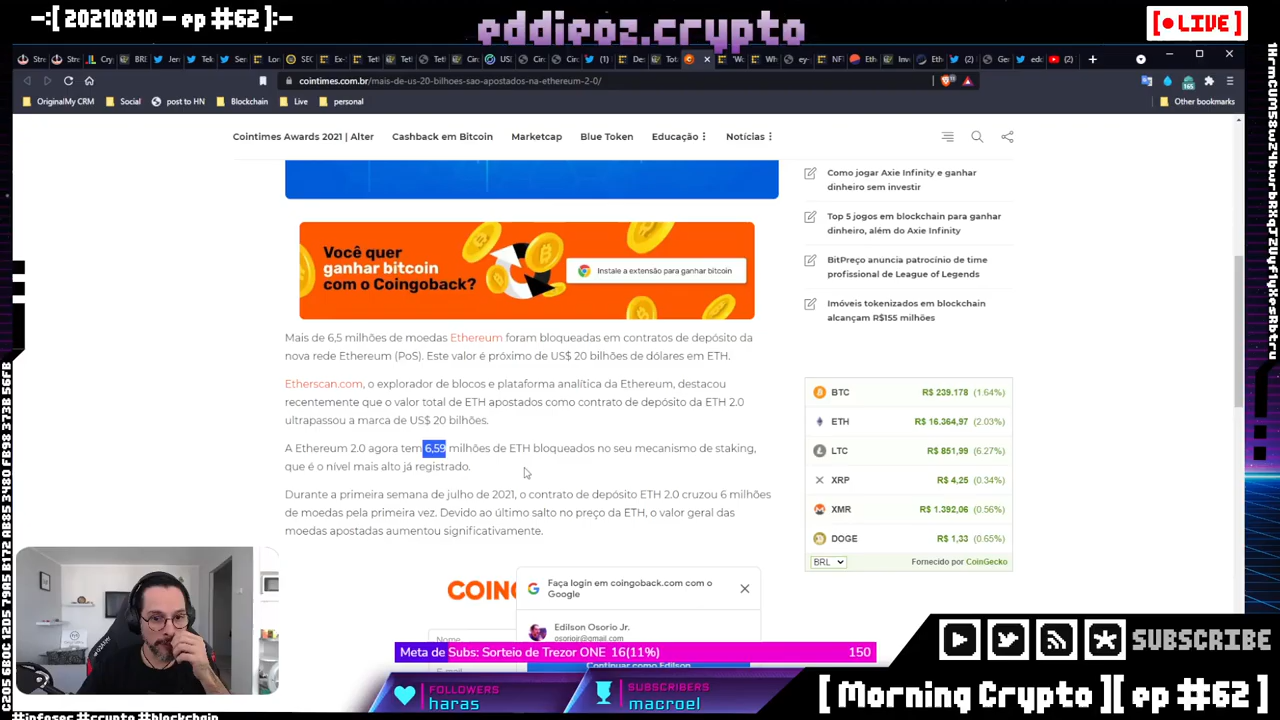 -:[ 20210810 - ep #62 ]:-
eddieoz.crypto
[ LIVE ]
cointimes.com.br/mais-de-us-20-bilhoes-sao-apostados-na-ethereum-2-0/
OriginalMy CRM
Social
post to HN
Blockchain
Live
personal
Other bookmarks
Cointimes Awards 2021 | Alter
Cashback em Bitcoin
Marketcap
Blue Token
Educação
Notícias
Você quer
ganhar bitcoin
com o Coingoback?
Instale a extensão para ganhar bitcoin
Mais de 6,5 milhões de moedas Ethereum foram bloqueadas em contratos de depósito da
nova rede Ethereum (PoS). Este valor é próximo de US$ 20 bilhões de dólares em ETH.
Etherscan.com, o explorador de blocos e plataforma analítica da Ethereum, destacou
recentemente que o valor total de ETH apostados como contrato de depósito da ETH 2.0
ultrapassou a marca de US$ 20 bilhões.
A Ethereum 2.0 agora tem 6,59 milhões de ETH bloqueados no seu mecanismo de staking,
que é o nível mais alto já registrado.
Durante a primeira semana de julho de 2021, o contrato de depósito ETH 2.0 cruzou 6 milhões
de moedas pela primeira vez. Devido ao último salto no preço da ETH, o valor geral das
moedas apostadas aumentou significativamente.
Como jogar Axie Infinity e ganhar
dinheiro sem investir
Top 5 jogos em blockchain para ganhar
dinheiro, além do Axie Infinity
BitPreço anuncia patrocínio de time
profissional de League of Legends
Imóveis tokenizados em blockchain
alcançam R$155 milhões
BTC R$ 239.178 (1.64%)
ETH R$ 16.364,97 (2.03%)
LTC R$ 851,99 (6.27%)
XRP R$ 4,25 (0.34%)
XMR R$ 1.392,06 (0.56%)
DOGE R$ 1,33 (0.65%)
BRL Fornecido por CoinGecko
COING
Nome
E-mail
Faça login em coingoback.com com o
Google
Edilson Osorio Jr.
osoriojr@gmail.com
Continuar como Edilson
Meta de Subs: Sorteio de Trezor ONE 16(11%) 150
FOLLOWERS
haras
SUBSCRIBERS
macroel
SUBSCRIBE
[ Morning Crypto ][ ep #62 ]
#infosec #crypto #blockchain